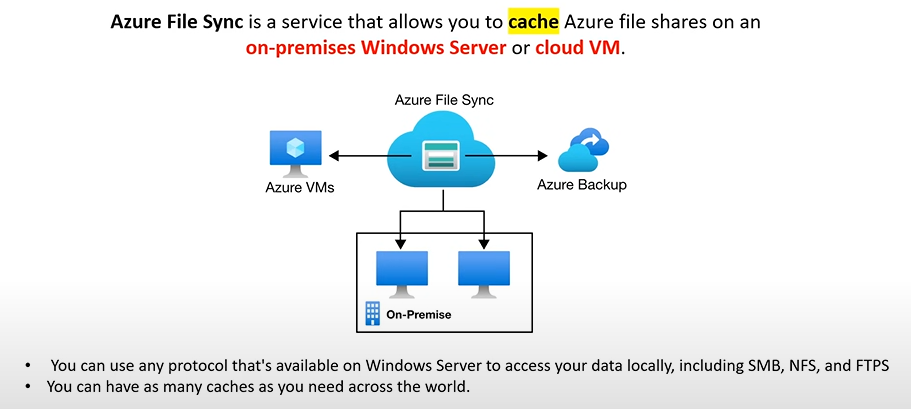 Azure File Sync is a service that allows you to cache Azure file shares on an
on-premises Windows Server or cloud VM.
Azure File Sync
Azure VMs
Azure Backup
On-Premise
• You can use any protocol that's available on Windows Server to access your data locally, including SMB, NFS, and FTPS
• You can have as many caches as you need across the world.